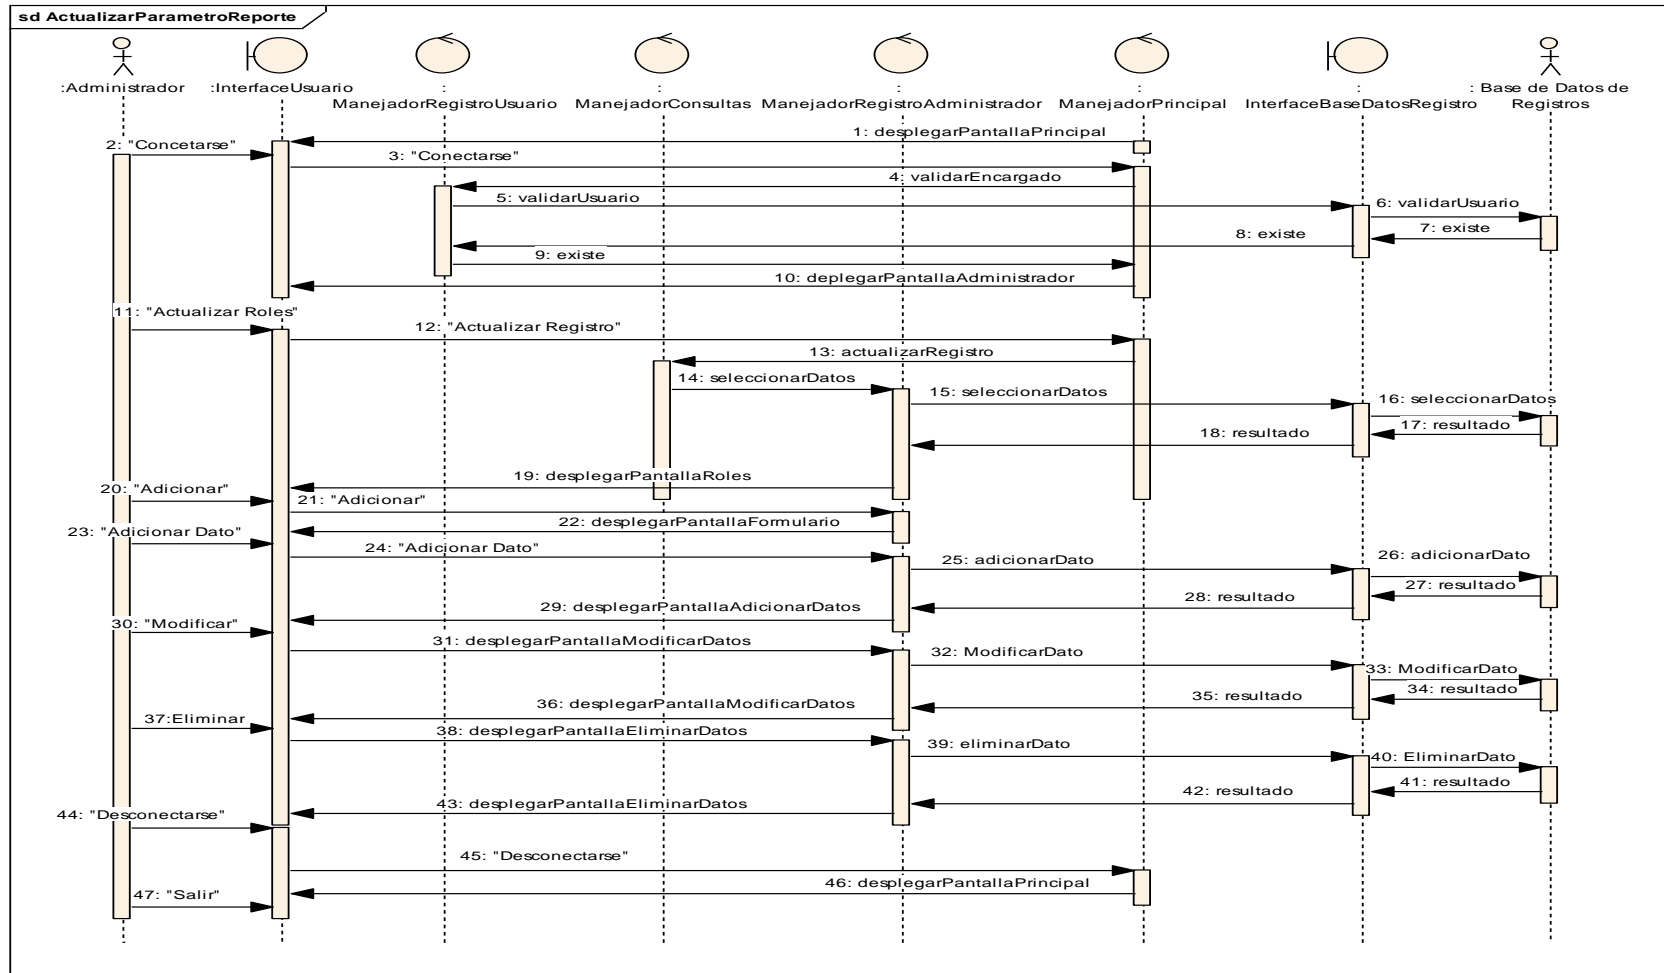 sd ActualizarParametroReporte
:Administrador
:InterfaceUsuario
:
ManejadorRegistroUsuario
:
ManejadorConsultas
:
ManejadorRegistroAdministrador
:
ManejadorPrincipal
:
InterfaceBaseDatosRegistro
: Base de Datos de
Registros
1: desplegarPantallaPrincipal
2: "Concetarse"
3: "Conectarse"
4: validarEncargado
5: validarUsuario
6: validarUsuario
7: existe
8: existe
9: existe
10: deplegarPantallaAdministrador
11: "Actualizar Roles"
12: "Actualizar Registro"
13: actualizarRegistro
14: seleccionarDatos
15: seleccionarDatos
16: seleccionarDatos
17: resultado
18: resultado
19: desplegarPantallaRoles
20: "Adicionar"
21: "Adicionar"
22: desplegarPantallaFormulario
23: "Adicionar Dato"
24: "Adicionar Dato"
25: adicionarDato
26: adicionarDato
27: resultado
28: resultado
29: desplegarPantallaAdicionarDatos
30: "Modificar"
31: desplegarPantallaModificarDatos
32: ModificarDato
33: ModificarDato
34: resultado
35: resultado
36: desplegarPantallaModificarDatos
37:Eliminar
38: desplegarPantallaEliminarDatos
39: eliminarDato
40: EliminarDato
41: resultado
42: resultado
43: desplegarPantallaEliminarDatos
44: "Desconectarse"
45: "Desconectarse"
46: desplegarPantallaPrincipal
47: "Salir"